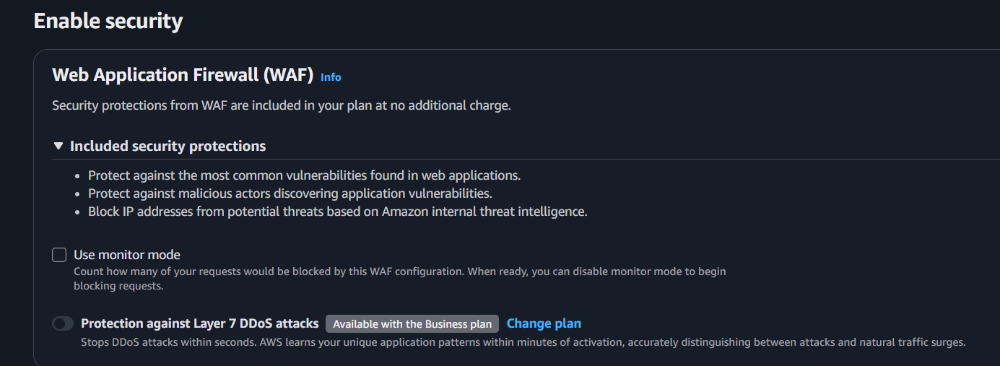 Enable security
Web Application Firewall (WAF) Info
Security protections from WAF are included in your plan at no additional charge.
Included security protections
Protect against the most common vulnerabilities found in web applications.
Protect against malicious actors discovering application vulnerabilities.
Block IP addresses from potential threats based on Amazon internal threat intelligence.
Use monitor mode
Count how many of your requests would be blocked by this WAF configuration. When ready, you can disable monitor mode to begin
blocking requests.
Protection against Layer 7 DDoS attacks Available with the Business plan Change plan
Stops DDoS attacks within seconds. AWS learns your unique application patterns within minutes of activation, accurately distinguishing between attacks and natural traffic surges.